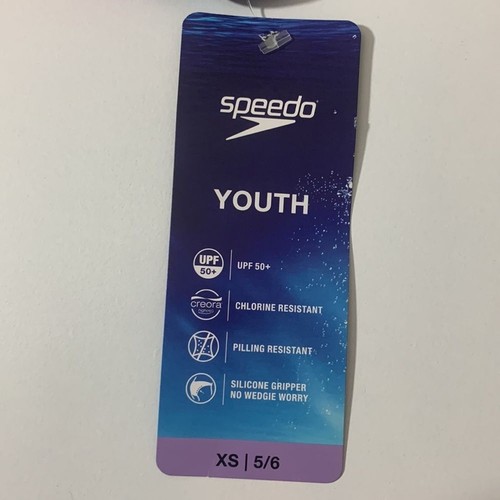 speedo
YOUTH
UPF
50+
UPF 50+
creora
CHLORINE RESISTANT
PILLING RESISTANT
SILICONE GRIPPER
NO WEDGIE WORRY
XS | 5/6